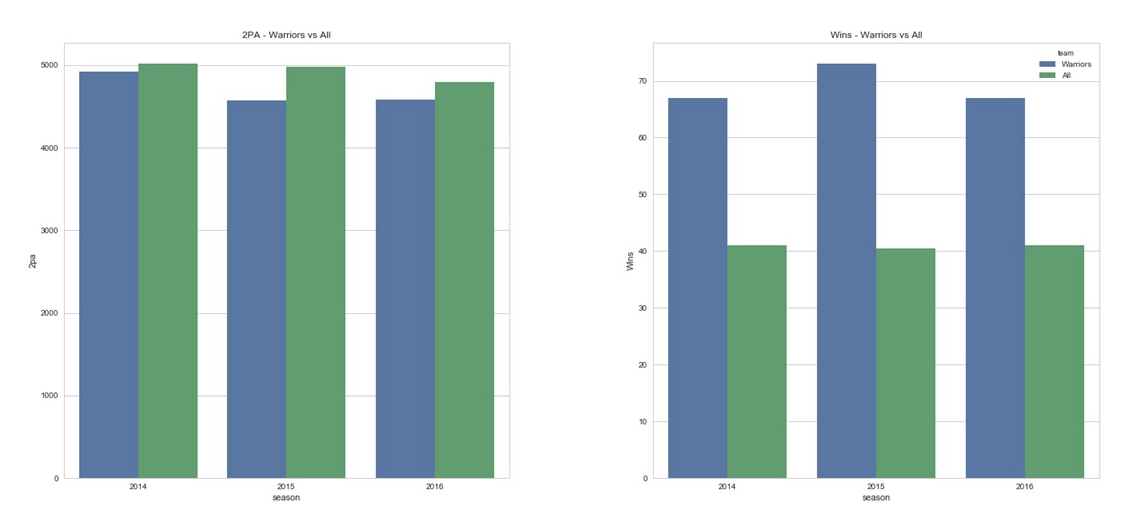 2PA - Warriors vs All
5000
4000
3000
2000
1000
0
2pa
2014
2015
2016
season
Wins - Warriors vs All
team
Warriors
All
70
60
50
40
30
20
10
0
Wins
2014
2015
2016
season